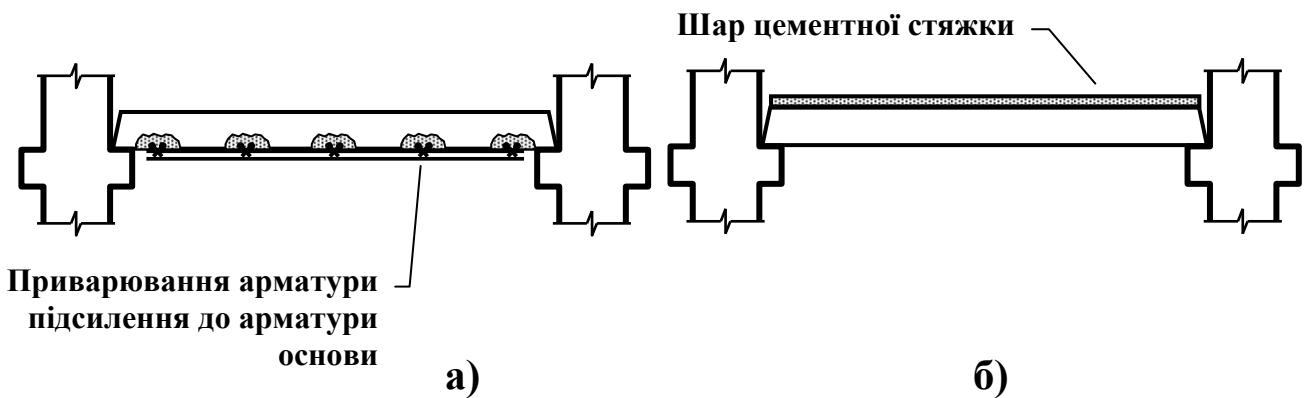 Шар цементної стяжки
Приварювання арматури
підсилення до арматури
основи
а)
б)